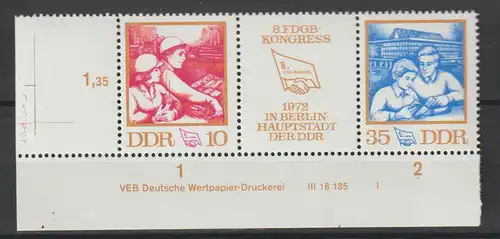 1,35
DDR 10
8. FDGB-
KONGRESS
8.
1972
IN BERLIN-
HAUPTSTADT
DER DDR
35 DDR
1
2
VEB Deutsche Wertpapier-Druckerei III 18 185 I